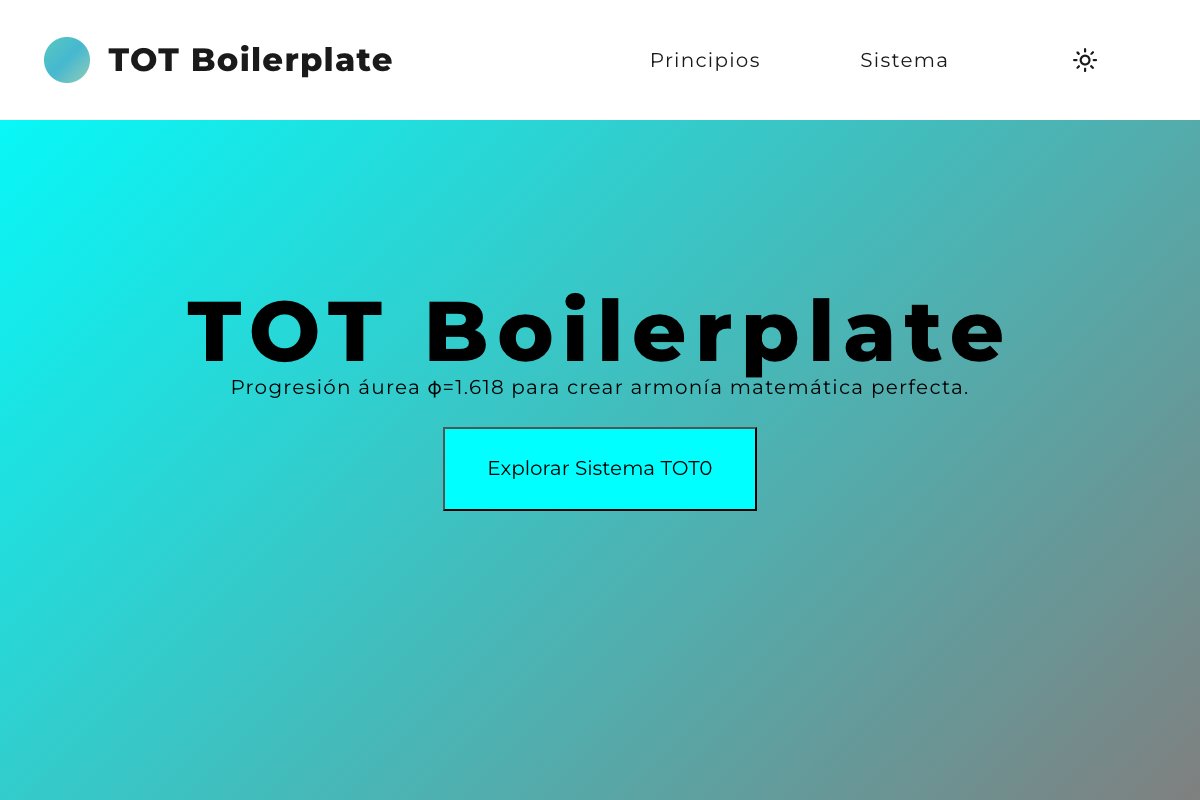 TOT Boilerplate
Principios
Sistema
TOT Boilerplate
Progresión áurea ϕ=1.618 para crear armonía matemática perfecta.
Explorar Sistema TOT0